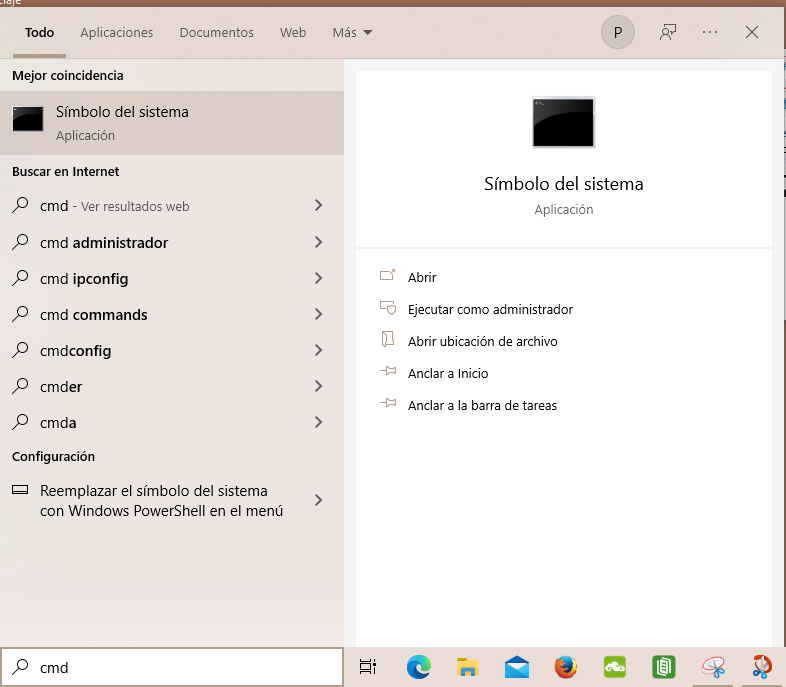 laje
Todo
Aplicaciones
Documentos
Web
Más
P
Mejor coincidencia
Símbolo del sistema
Aplicación
Buscar en Internet
cmd - Ver resultados web
cmd administrador
cmd ipconfig
cmd commands
cmdconfig
cmder
cmda
Configuración
Reemplazar el símbolo del sistema
con Windows PowerShell en el menú
Símbolo del sistema
Aplicación
Abrir
Ejecutar como administrador
Abrir ubicación de archivo
Anclar a Inicio
Anclar a la barra de tareas
cmd